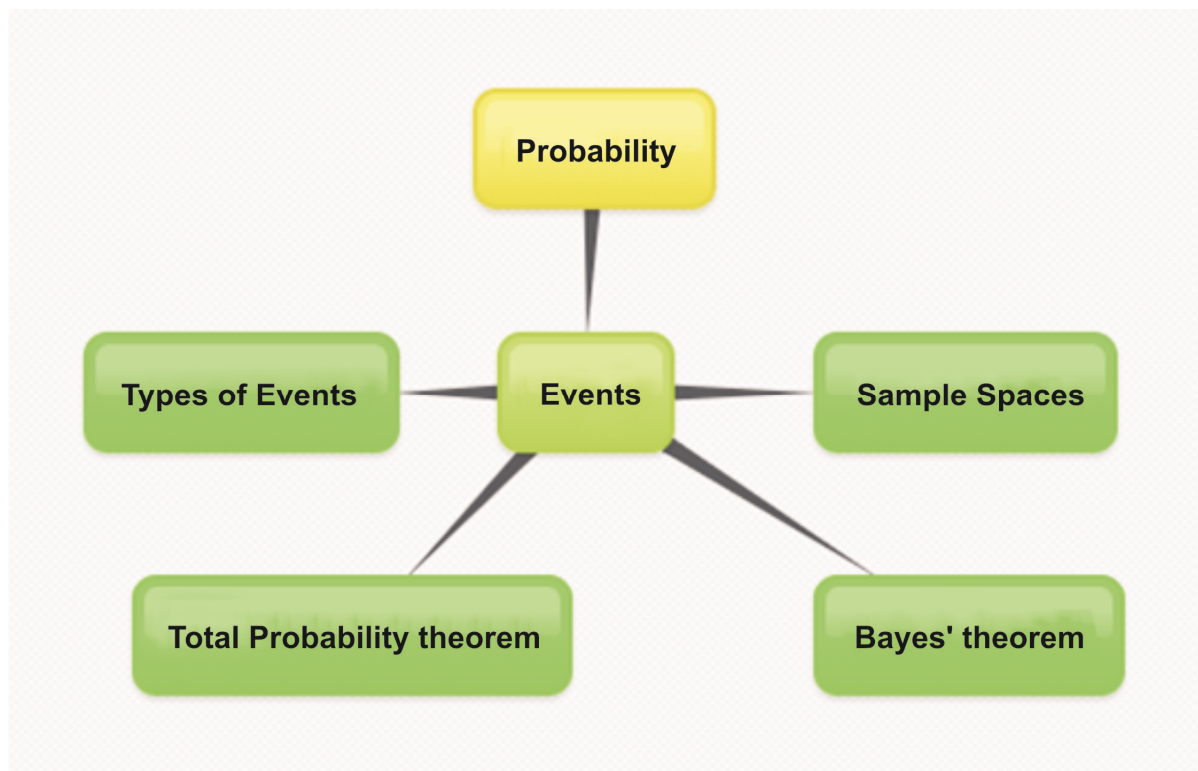 Probability
Types of Events
Events
Sample Spaces
Total Probability theorem
Bayes' theorem